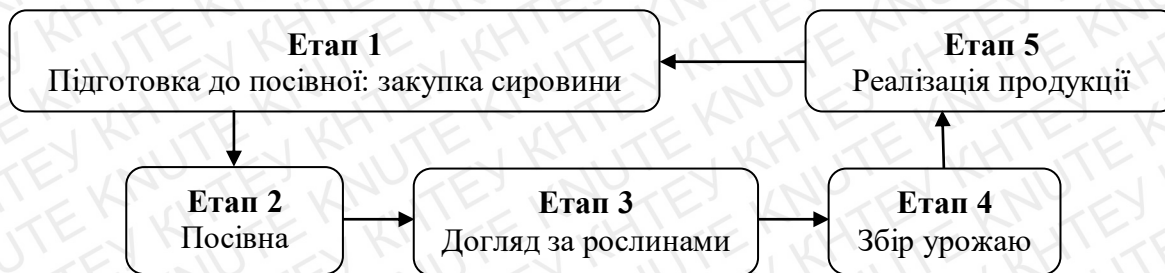 Етап 1
Підготовка до посівної: закупка сировини
Етап 2
Посівна
Етап 3
Догляд за рослинами
Етап 4
Збір урожаю
Етап 5
Реалізація продукції